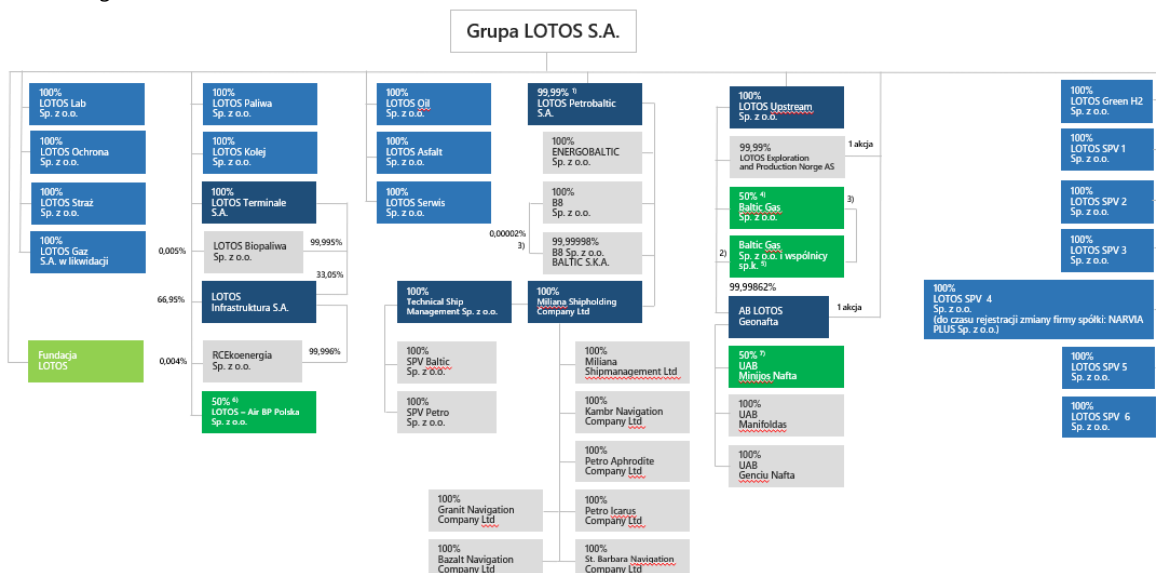 Grupa LOTOS S.A.
100%
LOTOS Lab
Sp. z o.o.
100%
LOTOS Ochrona
Sp. z o.o.
100%
LOTOS Straż
Sp. z o.o.
100%
LOTOS Gaz
S.A. w likwidacji
Fundacja
LOTOS
100%
LOTOS Paliwa
Sp. z o.o.
100%
LOTOS Kolej
Sp. z o.o.
100%
LOTOS Terminale
S.A.
0,005%
LOTOS Biopaliwa
Sp. z o.o.
99,995%
33,05%
66,95%
LOTOS
Infrastruktura S.A.
0,004%
RCEkoenergia
Sp. z o.o.
99,996%
50% 6)
LOTOS – Air BP Polska
Sp. z o.o.
100%
LOTOS Oil
Sp. z o.o.
100%
LOTOS Asfalt
Sp. z o.o.
100%
LOTOS Serwis
Sp. z o.o.
99,99% 1)
LOTOS Petrobaltic
S.A.
100%
ENERGOBALTIC
Sp. z o.o.
100%
B8
Sp. z o.o.
0,00002%
3)
99,99998%
B8 Sp. z o.o.
BALTIC S.K.A.
100%
Technical Ship
Management Sp. z o.o.
100%
Miliana Shipholding
Company Ltd
100%
SPV Baltic
Sp. z o.o.
100%
SPV Petro
Sp. z o.o.
100%
Miliana
Shipmanagement Ltd
100%
Kambr Navigation
Company Ltd
100%
Petro Aphrodite
Company Ltd
100%
Granit Navigation
Company Ltd
100%
Petro Icarus
Company Ltd
100%
Bazalt Navigation
Company Ltd
100%
St. Barbara Navigation
Company Ltd
100%
LOTOS Upstream
Sp. z o.o.
99,99%
LOTOS Exploration
and Production Norge AS
1 akcja
50% 4)
Baltic Gas
Sp. z o.o.
3)
2)
Baltic Gas
Sp. z o.o. i wspólnicy
sp.k. 5)
99,99862%
AB LOTOS
Geonafta
1 akcja
50% 7)
UAB
Minijos Nafta
100%
UAB
Manifoldas
100%
UAB
Genciu Nafta
100%
LOTOS Green H2
Sp. z o.o.
100%
LOTOS SPV 1
Sp. z o.o.
100%
LOTOS SPV 2
Sp. z o.o.
100%
LOTOS SPV 3
Sp. z o.o.
100%
LOTOS SPV 4
Sp. z o.o.
(do czasu rejestracji zmiany firmy spółki: NARVIA
PLUS Sp. z o.o.)
100%
LOTOS SPV 5
Sp. z o.o.
100%
LOTOS SPV 6
Sp. z o.o.